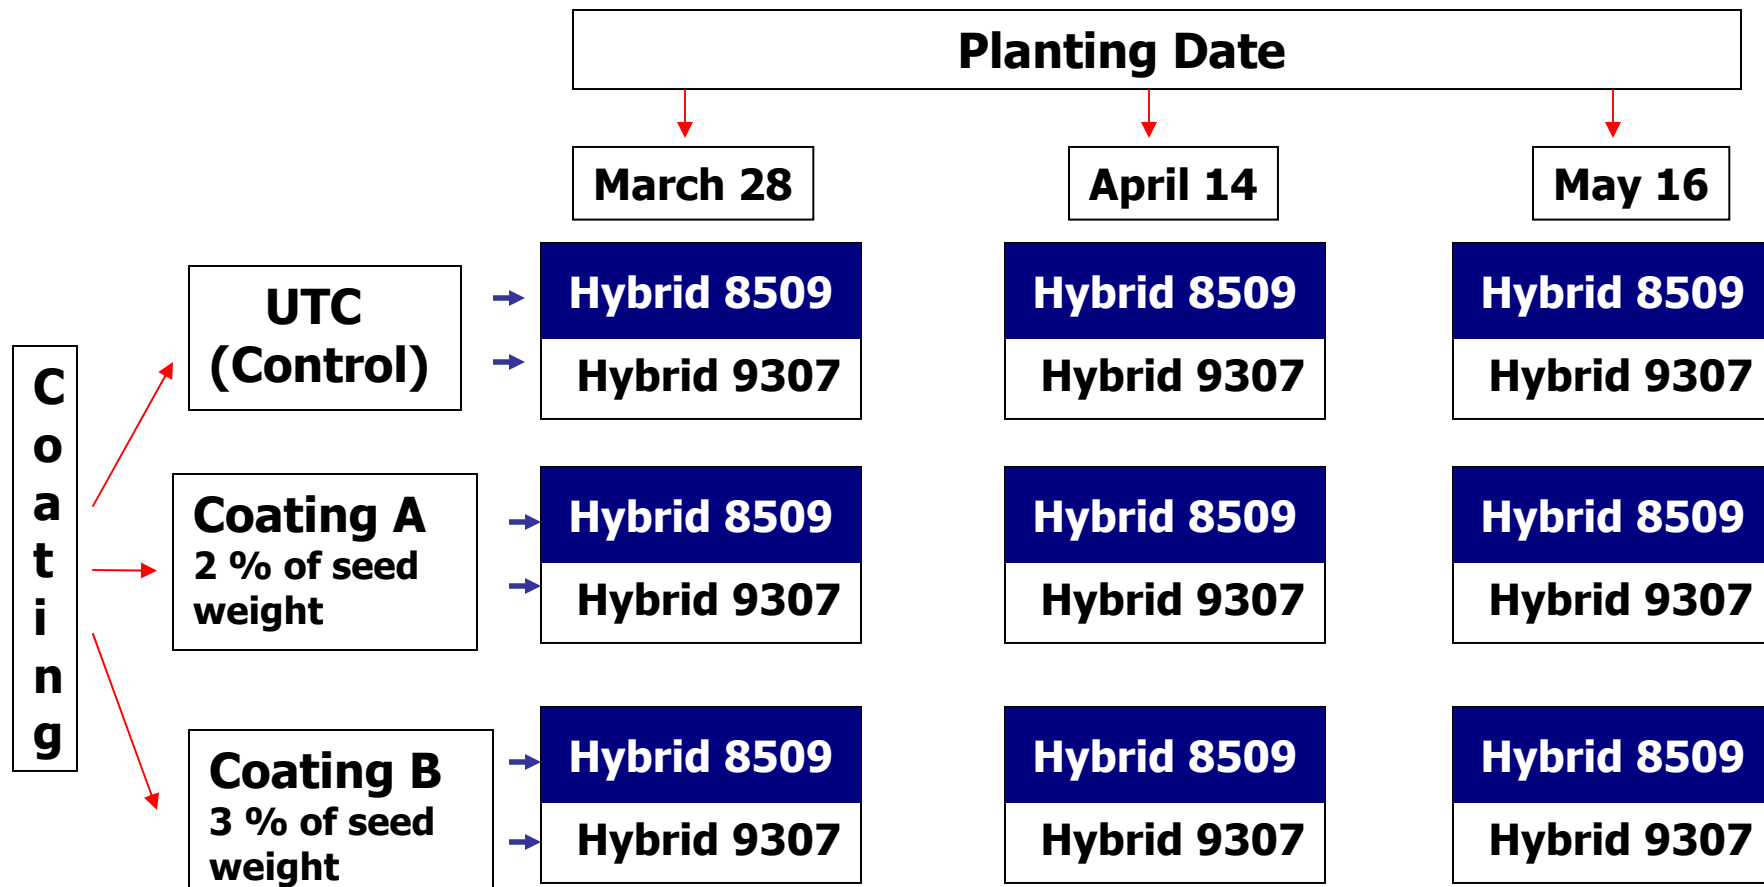 Planting Date
March 28
April 14
May 16
Coating
UTC
(Control)
Hybrid 8509
Hybrid 9307
Hybrid 8509
Hybrid 9307
Hybrid 8509
Hybrid 9307
Coating A
2 % of seed
weight
Hybrid 8509
Hybrid 9307
Hybrid 8509
Hybrid 9307
Hybrid 8509
Hybrid 9307
Coating B
3 % of seed
weight
Hybrid 8509
Hybrid 9307
Hybrid 8509
Hybrid 9307
Hybrid 8509
Hybrid 9307